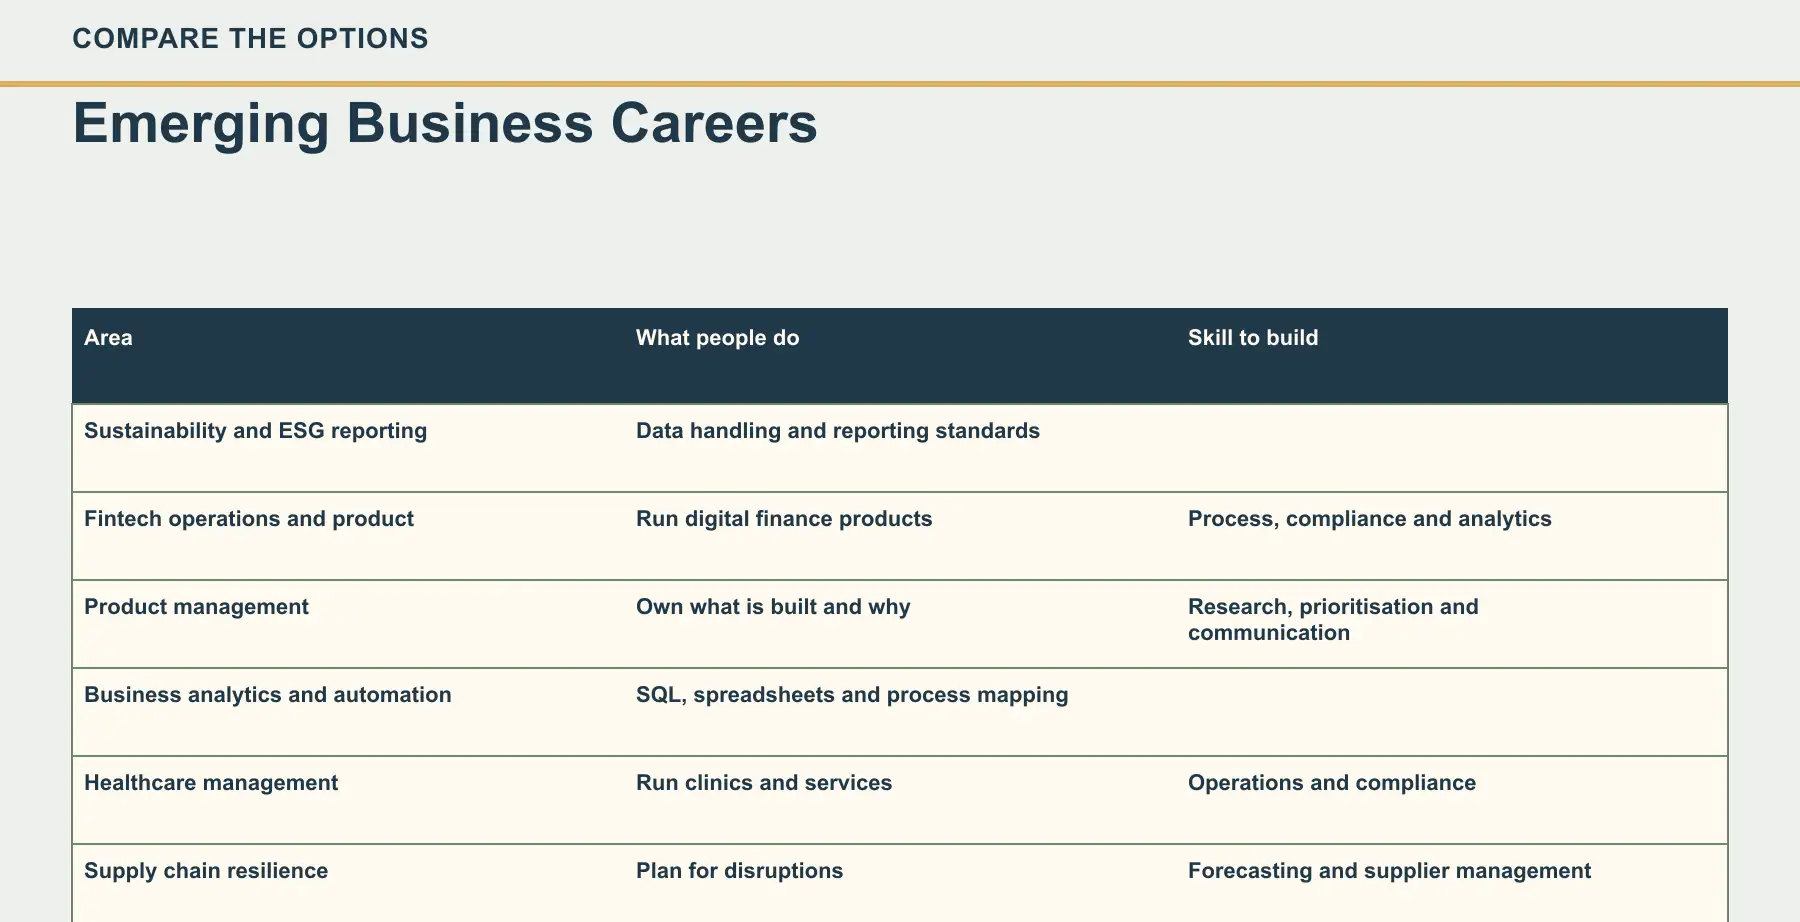 COMPARE THE OPTIONS
Emerging Business Careers
Area What people do Skill to build
Sustainability and ESG reporting Data handling and reporting standards
Fintech operations and product Run digital finance products Process, compliance and analytics
Product management Own what is built and why Research, prioritisation and
communication
Business analytics and automation SQL, spreadsheets and process mapping
Healthcare management Run clinics and services Operations and compliance
Supply chain resilience Plan for disruptions Forecasting and supplier management